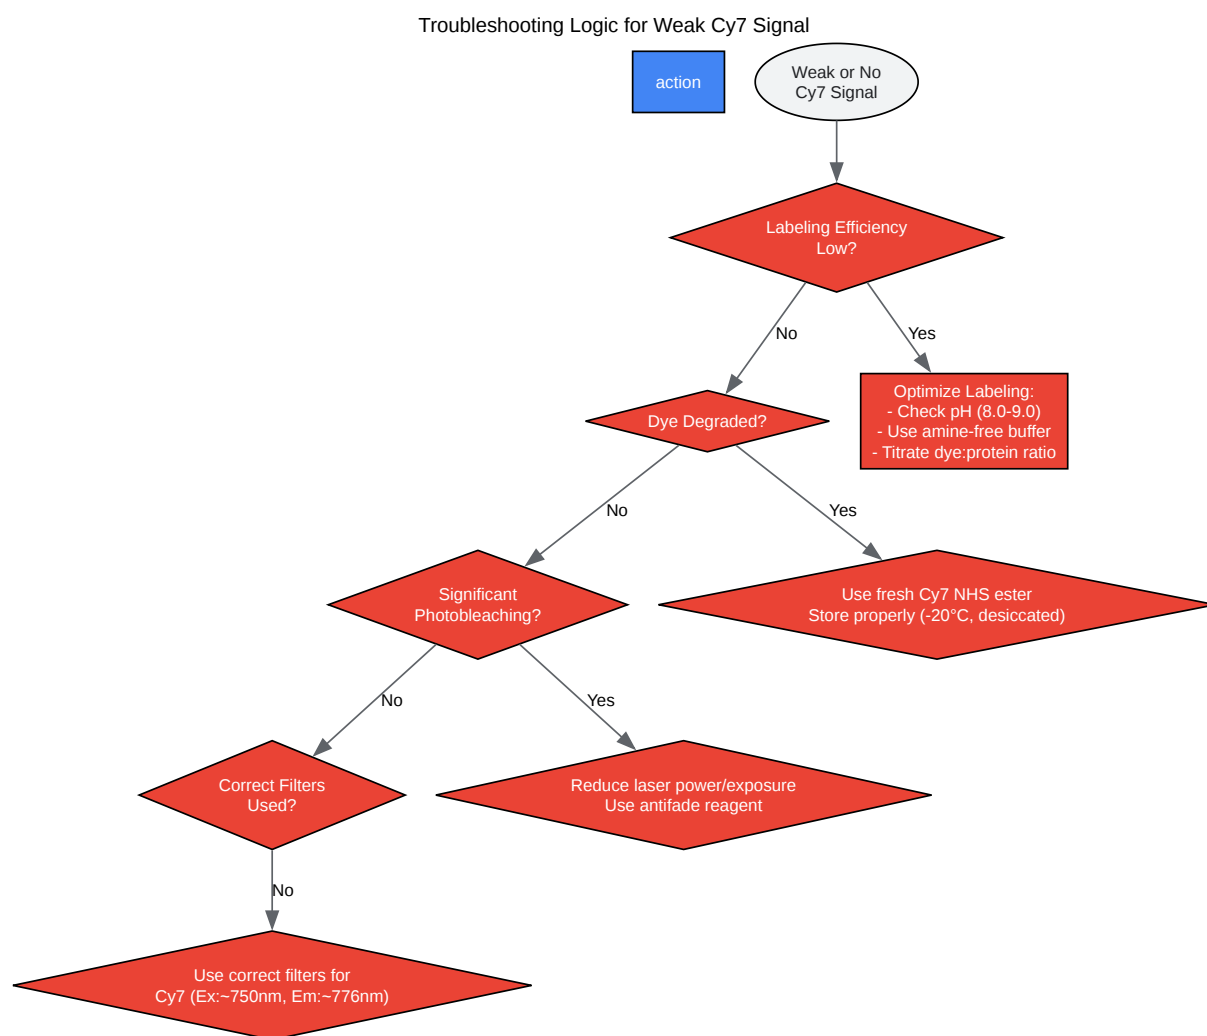 Troubleshooting Logic for Weak Cy7 Signal
action
Weak or No
Cy7 Signal
Labeling Efficiency
Low?
No
Yes
Optimize Labeling:
- Check pH (8.0-9.0)
- Use amine-free buffer
- Titrate dye:protein ratio
Dye Degraded?
No
Yes
Significant
Photobleaching?
Use fresh Cy7 NHS ester
Store properly (-20°C, desiccated)
No
Yes
Correct Filters
Used?
Reduce laser power/exposure
Use antifade reagent
No
Use correct filters for
Cy7 (Ex:~750nm, Em:~776nm)